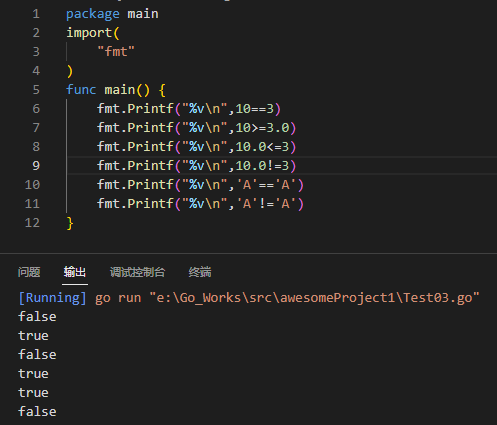 1 package main
2 import(
3 "fmt"
4 )
5 func main() {
6 fmt.Printf("%v\n",10==3)
7 fmt.Printf("%v\n",10>=3.0)
8 fmt.Printf("%v\n",10.0<=3)
9 fmt.Printf("%v\n",10.0!=3)
10 fmt.Printf("%v\n",'A'=='A')
11 fmt.Printf("%v\n",'A'!='A')
12 }
问题 输出 调试控制台 终端
[Running] go run "e:\Go_Works\src\awesomeProject1\Test03.go"
false
true
false
true
true
false